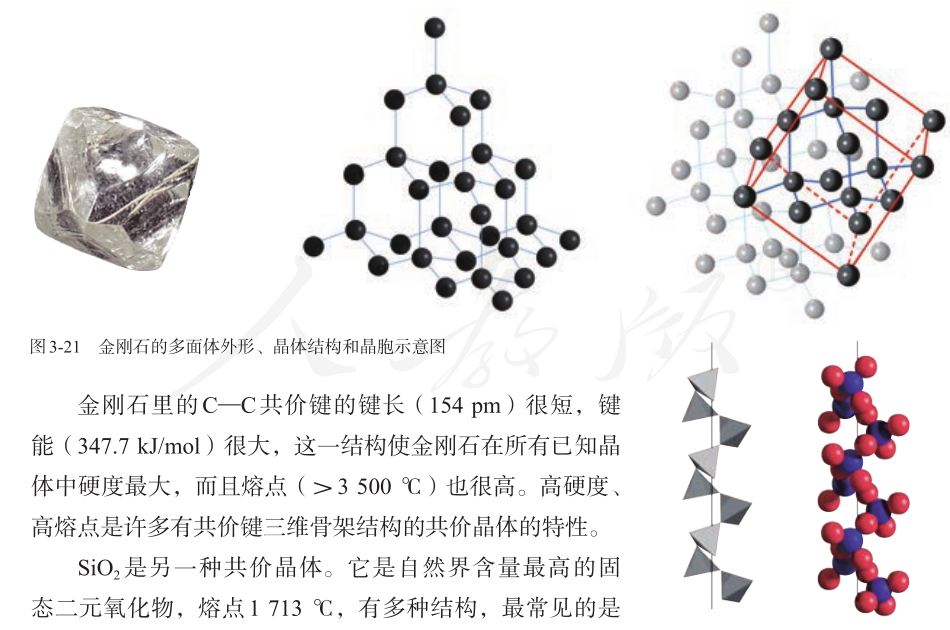 图3-21 金刚石的多面体外形、晶体结构和晶胞示意图
金刚石里的C—C共价键的键长（154 pm）很短，键
能（347.7 kJ/mol）很大，这一结构使金刚石在所有已知晶
体中硬度最大，而且熔点（＞3 500 ℃）也很高。高硬度、
高熔点是许多有共价键三维骨架结构的共价晶体的特性。
SiO₂是另一种共价晶体。它是自然界含量最高的固
态二元氧化物，熔点1 713 ℃，有多种结构，最常见的是
人教版